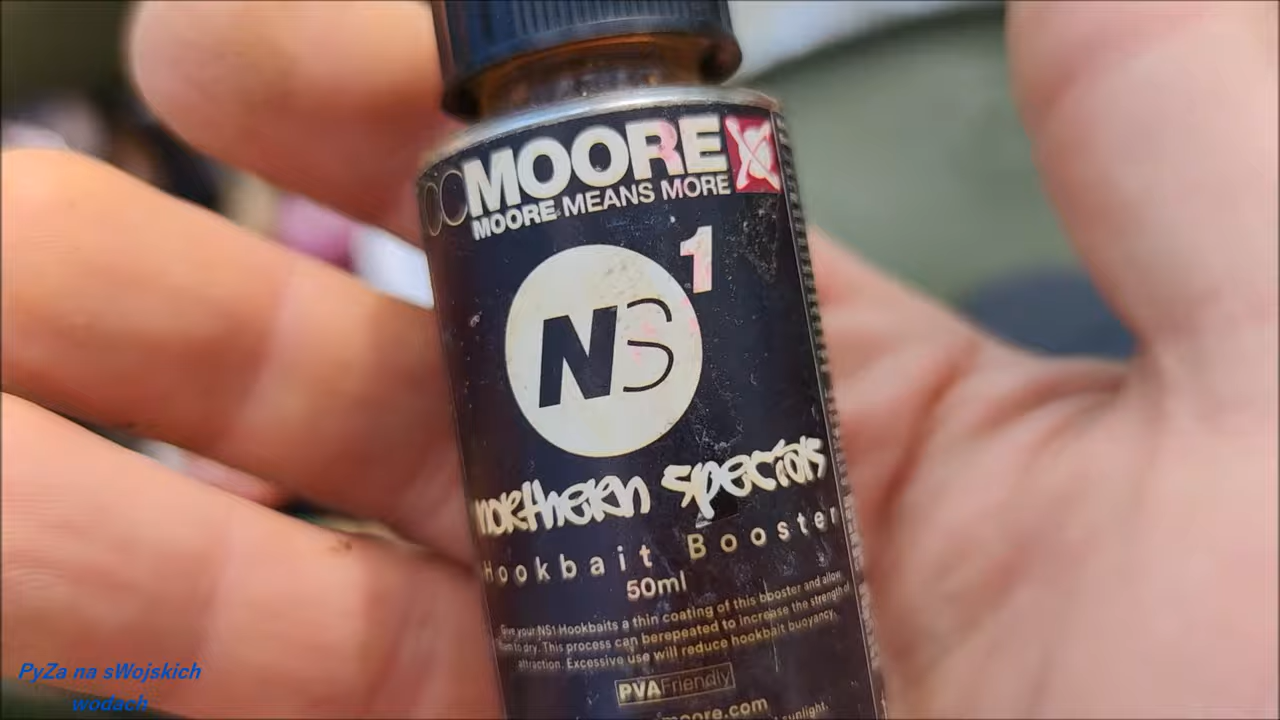 CCMOORE
MOORE MEANS MORE
NS 1
northern specials
Hookbait Booster
50ml
Give your NS1 Hookbaits a thin coating of this booster and allow
them to dry. This process can berepeated to increase the strength of
attraction. Excessive use will reduce hookbait buoyancy.
PVAFriendly
moore.com
sunlight.
PyZa na sWojskich
wodach